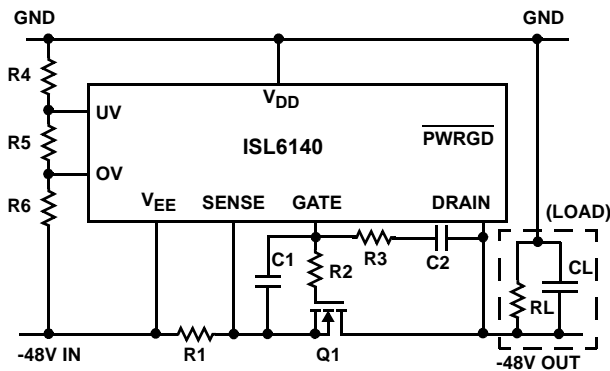 GND GND
R4
V_DD
UV
R5
ISL6140
PWRGD
OV
R6
V_EE SENSE GATE DRAIN
(LOAD)
C1
R2
R3
C2
CL
RL
-48V IN
R1
Q1
-48V OUT